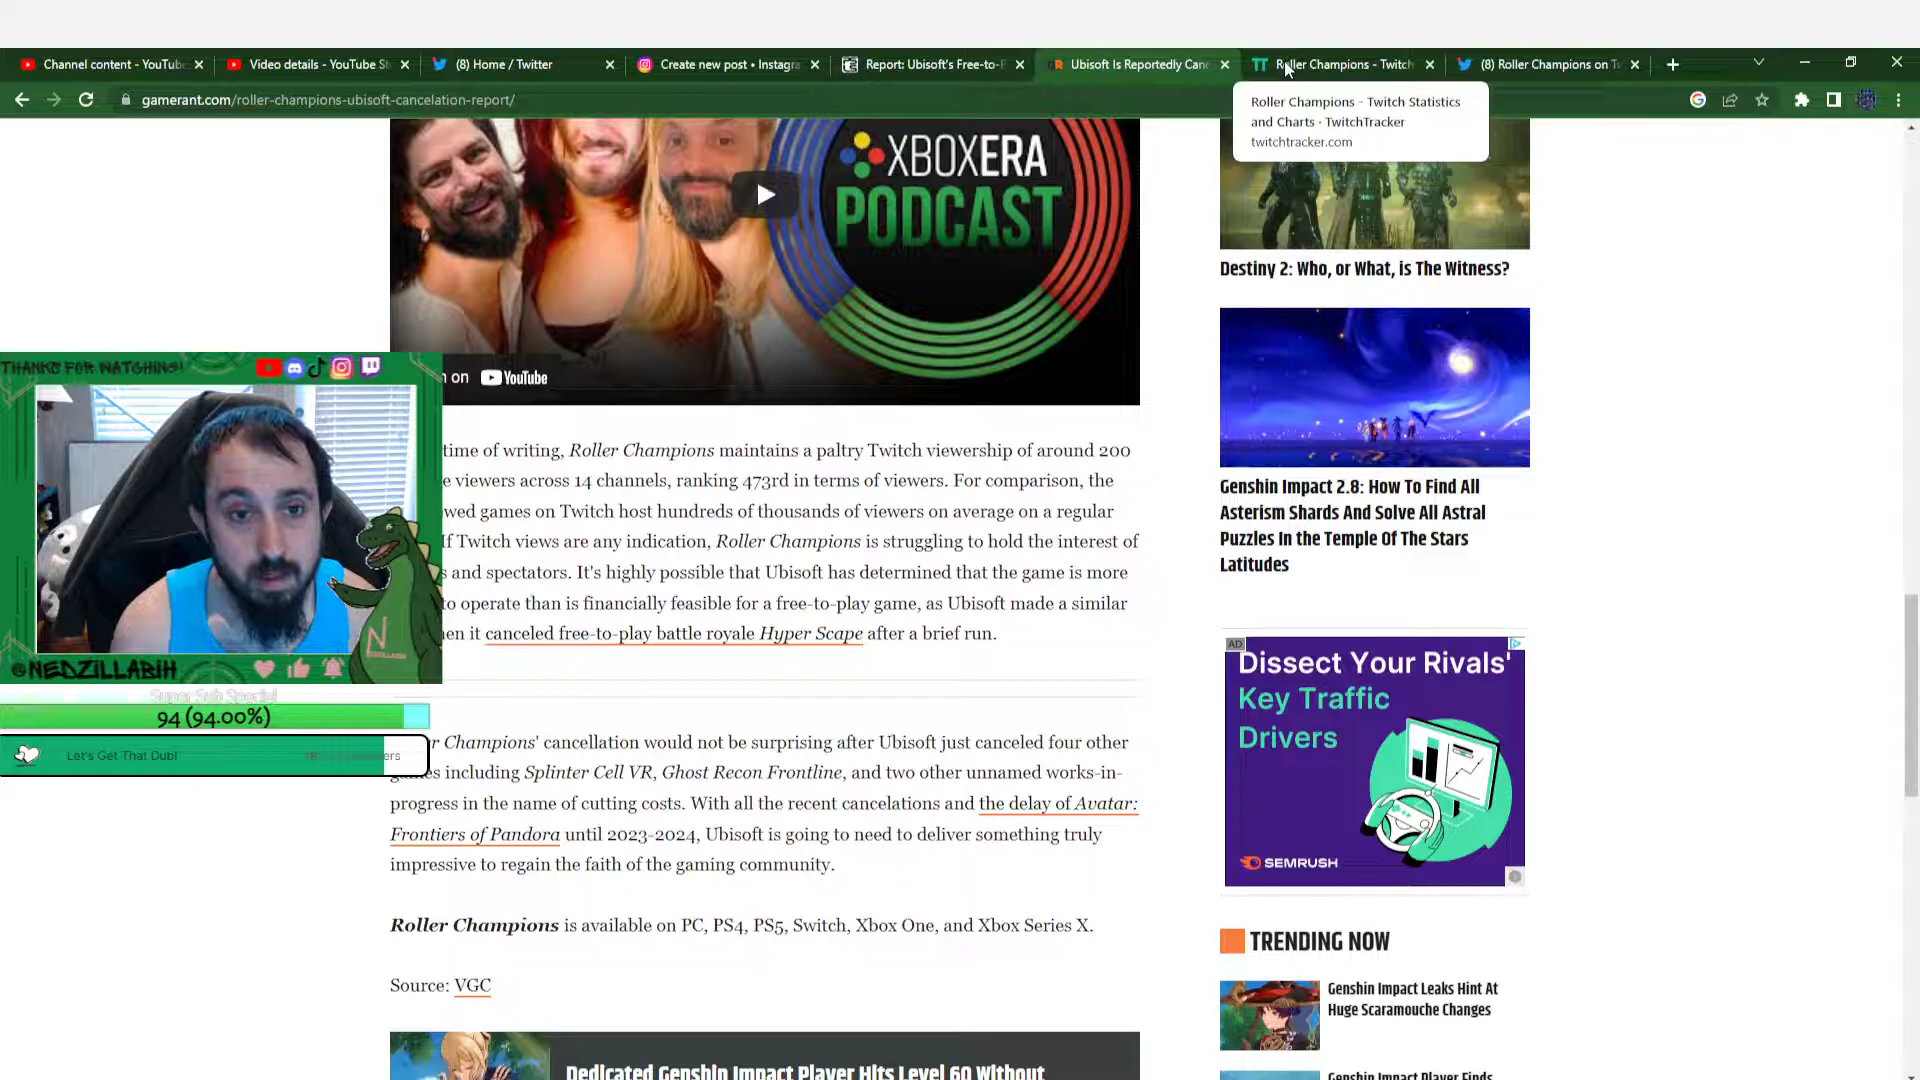 Channel content - YouTub
Video details - YouTube St
(8) Home / Twitter
Create new post • Instagra
Report: Ubisoft's Free-to-P
Ubisoft Is Reportedly Canc
Roller Champions - Twitch
(8) Roller Champions on Tw
gamerant.com/roller-champions-ubisoft-cancelation-report/
Roller Champions - Twitch Statistics
and Charts · TwitchTracker
twitchtracker.com
XBOXERA
PODCAST
on YouTube
Destiny 2: Who, or What, is The Witness?
Genshin Impact 2.8: How To Find All
Asterism Shards And Solve All Astral
Puzzles In the Temple Of The Stars
Latitudes
THANKS FOR WATCHING!
@NEDZILLABIH
Super Sub Special
94 (94.00%)
Let's Get That Dub!
time of writing, Roller Champions maintains a paltry Twitch viewership of around 200
viewers across 14 channels, ranking 473rd in terms of viewers. For comparison, the
wed games on Twitch host hundreds of thousands of viewers on average on a regular
If Twitch views are any indication, Roller Champions is struggling to hold the interest of
s and spectators. It's highly possible that Ubisoft has determined that the game is more
to operate than is financially feasible for a free-to-play game, as Ubisoft made a similar
en it canceled free-to-play battle royale Hyper Scape after a brief run.
r Champions' cancellation would not be surprising after Ubisoft just canceled four other
games including Splinter Cell VR, Ghost Recon Frontline, and two other unnamed works-in-
progress in the name of cutting costs. With all the recent cancelations and the delay of Avatar:
Frontiers of Pandora until 2023-2024, Ubisoft is going to need to deliver something truly
impressive to regain the faith of the gaming community.
Roller Champions is available on PC, PS4, PS5, Switch, Xbox One, and Xbox Series X.
Source: VGC
Dedicated Genshin Impact Player Hits Level 60 Without
AD
Dissect Your Rivals'
Key Traffic
Drivers
SEMRUSH
TRENDING NOW
Genshin Impact Leaks Hint At
Huge Scaramouche Changes
Genshin Impact Player Finds